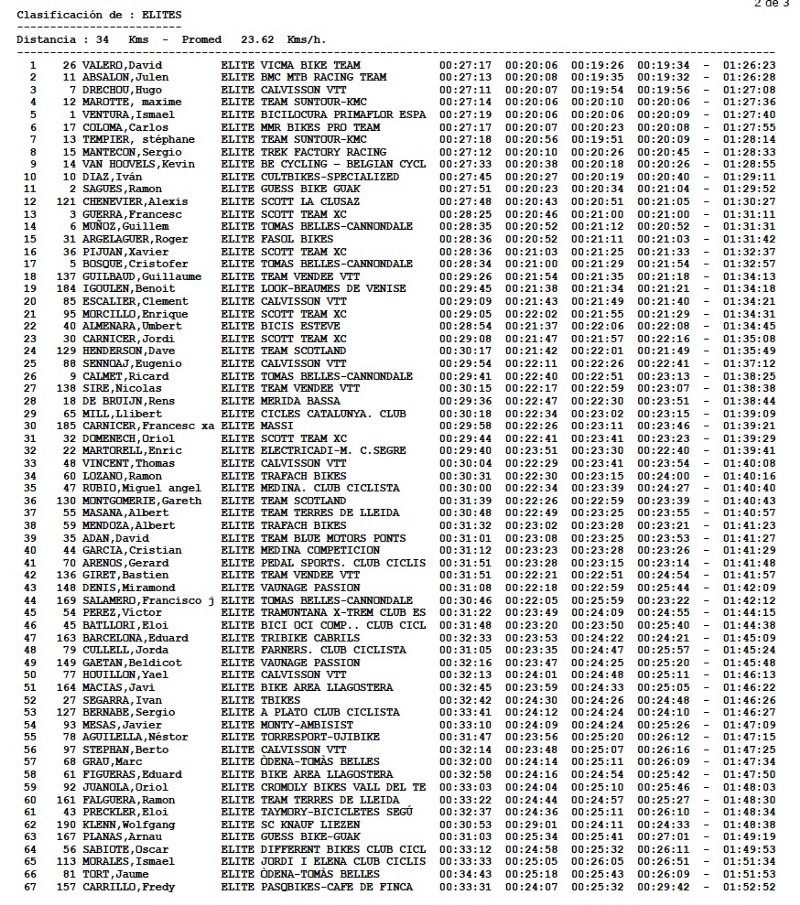 2 de 3
Clasificación de : ELITES
Distancia : 34 Kms - Promed 23.62 Kms/h.
1 26 VALERO,David ELITE VICMA BIKE TEAM 00:27:17 00:20:06 00:19:26 00:19:34 - 01:26:23
2 11 ABSALON,Julen ELITE BMC MTB RACING TEAM 00:27:13 00:20:08 00:19:35 00:19:32 - 01:26:28
3 7 DRECHOU,Hugo ELITE CALVISSON VTT 00:27:11 00:20:07 00:19:54 00:19:56 - 01:27:08
4 12 MAROTTE, maxime ELITE TEAM SUNTOUR-KMC 00:27:14 00:20:06 00:20:10 00:20:06 - 01:27:36
5 1 VENTURA,Ismael ELITE BICILOCURA PRIMAFLOR ESPA 00:27:19 00:20:06 00:20:06 00:20:09 - 01:27:40
6 17 COLOMA,Carlos ELITE MMR BIKES PRO TEAM 00:27:17 00:20:07 00:20:23 00:20:08 - 01:27:55
7 13 TEMPIER, stéphane ELITE TEAM SUNTOUR-KMC 00:27:18 00:20:56 00:19:51 00:20:09 - 01:28:14
8 15 MANTECON,Sergio ELITE TREK FACTORY RACING 00:27:12 00:20:10 00:20:26 00:20:45 - 01:28:33
9 14 VAN HOOVELS,Kevin ELITE BE CYCLING - BELGIAN CYCL 00:27:33 00:20:38 00:20:18 00:20:26 - 01:28:55
10 10 DIAZ,Iván ELITE CULTBIKES-SPECIALIZED 00:27:45 00:20:27 00:20:19 00:20:40 - 01:29:11
11 2 SAGUES,Ramon ELITE GUESS BIKE GUAK 00:27:51 00:20:23 00:20:34 00:21:04 - 01:29:52
12 121 CHENEVIER,Alexis ELITE SCOTT LA CLUSAZ 00:27:48 00:20:43 00:20:51 00:21:05 - 01:30:27
13 3 GUERRA,Francesc ELITE SCOTT TEAM XC 00:28:25 00:20:46 00:21:00 00:21:00 - 01:31:11
14 6 MUÑOZ,Guillem ELITE TOMAS BELLES-CANNONDALE 00:28:35 00:20:52 00:21:12 00:20:52 - 01:31:31
15 31 ARGELAGUER,Roger ELITE FASOL BIKES 00:28:36 00:20:52 00:21:11 00:21:03 - 01:31:42
16 36 PIJUAN,Xavier ELITE SCOTT TEAM XC 00:28:36 00:21:03 00:21:25 00:21:33 - 01:32:37
17 5 BOSQUE,Cristofer ELITE TOMAS BELLES-CANNONDALE 00:28:34 00:21:00 00:21:29 00:21:54 - 01:32:57
18 137 GUILBAUD,Guillaume ELITE TEAM VENDEE VTT 00:29:26 00:21:54 00:21:35 00:21:18 - 01:34:13
19 184 IGOULEN,Benoit ELITE LOOK-BEAUMES DE VENISE 00:29:45 00:21:38 00:21:34 00:21:21 - 01:34:18
20 85 ESCALIER,Clement ELITE CALVISSON VTT 00:29:09 00:21:43 00:21:49 00:21:40 - 01:34:21
21 95 MORCILLO,Enrique ELITE SCOTT TEAM XC 00:29:05 00:22:02 00:21:55 00:21:29 - 01:34:31
22 40 ALMENARA,Umbert ELITE BICIS ESTEVE 00:28:54 00:21:37 00:22:06 00:22:08 - 01:34:45
23 30 CARNICER,Jordi ELITE SCOTT TEAM XC 00:29:08 00:21:47 00:21:57 00:22:16 - 01:35:08
24 129 HENDERSON,Dave ELITE TEAM SCOTLAND 00:30:17 00:21:42 00:22:01 00:21:49 - 01:35:49
25 88 SENNOAJ,Eugenio ELITE CALVISSON VTT 00:29:54 00:22:11 00:22:26 00:22:41 - 01:37:12
26 9 CALMET,Ricard ELITE TOMAS BELLES-CANNONDALE 00:29:41 00:22:40 00:22:51 00:23:13 - 01:38:25
27 138 SIRE,Nicolas ELITE TEAM VENDEE VTT 00:30:15 00:22:17 00:22:59 00:23:07 - 01:38:38
28 18 DE BRUIJN,Rens ELITE MERIDA BASSA 00:29:36 00:22:47 00:22:30 00:23:51 - 01:38:44
29 65 MILL,Llibert ELITE CICLES CATALUNYA. CLUB 00:30:18 00:22:34 00:23:02 00:23:15 - 01:39:09
30 185 CARNICER,Francesc xa ELITE MASSI 00:29:58 00:22:26 00:23:11 00:23:46 - 01:39:21
31 32 DOMENECH,Oriol ELITE SCOTT TEAM XC 00:29:44 00:22:41 00:23:41 00:23:23 - 01:39:29
32 22 MARTORELL,Enric ELITE ELECTRICADI-M. C.SEGRE 00:29:40 00:23:51 00:23:30 00:22:40 - 01:39:41
33 48 VINCENT,Thomas ELITE CALVISSON VTT 00:30:04 00:22:29 00:23:41 00:23:54 - 01:40:08
34 60 LOZANO,Ramon ELITE TRAFACH BIKES 00:30:31 00:22:30 00:23:15 00:24:00 - 01:40:16
35 47 RUBIO,Miguel angel ELITE MEDINA. CLUB CICLISTA 00:30:00 00:22:34 00:23:39 00:24:27 - 01:40:40
36 130 MONTGOMERIE,Gareth ELITE TEAM SCOTLAND 00:31:39 00:22:26 00:22:59 00:23:39 - 01:40:43
37 55 MASANA,Albert ELITE TEAM TERRES DE LLEIDA 00:30:48 00:22:49 00:23:25 00:23:55 - 01:40:57
38 59 MENDOZA,Albert ELITE TRAFACH BIKES 00:31:32 00:23:02 00:23:28 00:23:21 - 01:41:23
39 35 ADAN,David ELITE TEAM BLUE MOTORS PONTS 00:31:01 00:23:08 00:23:25 00:23:53 - 01:41:27
40 44 GARCIA,Cristian ELITE MEDINA COMPETICION 00:31:12 00:23:23 00:23:28 00:23:26 - 01:41:29
41 70 ARENOS,Gerard ELITE PEDAL SPORTS. CLUB CICLIS 00:31:51 00:23:28 00:23:15 00:23:14 - 01:41:48
42 136 GIRET,Bastien ELITE TEAM VENDEE VTT 00:31:51 00:22:21 00:22:51 00:24:54 - 01:41:57
43 148 DENIS,Miramond ELITE VAUNAGE PASSION 00:31:08 00:22:18 00:22:59 00:25:44 - 01:42:09
44 169 SALAMERO,Francisco j ELITE TOMAS BELLES-CANNONDALE 00:30:46 00:22:05 00:25:59 00:23:22 - 01:42:12
45 54 PEREZ,Victor ELITE TRAMUNTANA X-TREM CLUB ES 00:31:22 00:23:49 00:24:09 00:24:55 - 01:44:15
46 45 BATLLORI,Eloi ELITE BICI OCI COMP.. CLUB CICL 00:31:48 00:23:20 00:23:50 00:25:40 - 01:44:38
47 163 BARCELONA,Eduard ELITE TRIBIKE CABRILS 00:32:33 00:23:53 00:24:22 00:24:21 - 01:45:09
48 79 CULLELL,Jorda ELITE FARNERS. CLUB CICLISTA 00:31:05 00:23:35 00:24:47 00:25:57 - 01:45:24
49 149 GAETAN,Beldicot ELITE VAUNAGE PASSION 00:32:16 00:23:47 00:24:25 00:25:20 - 01:45:48
50 77 HOUILLON,Yael ELITE CALVISSON VTT 00:32:13 00:24:01 00:24:48 00:25:11 - 01:46:13
51 164 MACIAS,Javi ELITE BIKE AREA LLAGOSTERA 00:32:45 00:23:59 00:24:33 00:25:05 - 01:46:22
52 27 SEGARRA,Ivan ELITE TBIKES 00:32:42 00:24:30 00:24:26 00:24:48 - 01:46:26
53 127 BERNABE,Sergio ELITE A PLATO CLUB CICLISTA 00:33:41 00:24:12 00:24:24 00:24:10 - 01:46:27
54 93 MESAS,Javier ELITE MONTY-AMBISIST 00:33:10 00:24:09 00:24:24 00:25:26 - 01:47:09
55 78 AGUILELLA,Néstor ELITE TORRESPORT-UJIBIKE 00:31:47 00:23:56 00:25:20 00:26:12 - 01:47:15
56 97 STEPHAN,Berto ELITE CALVISSON VTT 00:32:14 00:23:48 00:25:07 00:26:16 - 01:47:25
57 68 GRAU,Marc ELITE ÒDENA-TOMÀS BELLES 00:32:00 00:24:14 00:25:11 00:26:09 - 01:47:34
58 61 FIGUERAS,Eduard ELITE BIKE AREA LLAGOSTERA 00:32:58 00:24:16 00:24:54 00:25:42 - 01:47:50
59 92 JUANOLA,Oriol ELITE CROMOLY BIKES VALL DEL TE 00:33:03 00:24:04 00:25:10 00:25:46 - 01:48:03
60 161 FALGUERA,Ramon ELITE TEAM TERRES DE LLEIDA 00:33:22 00:24:44 00:24:57 00:25:27 - 01:48:30
61 43 PRECKLER,Eloi ELITE TAYMORY-BICICLETES SEGÚ 00:32:37 00:24:36 00:25:11 00:26:10 - 01:48:34
62 190 KLENN,Wolfgang ELITE SC KNAUF LIEZEN 00:30:53 00:29:01 00:24:11 00:24:33 - 01:48:38
63 167 PLANAS,Arnau ELITE GUESS BIKE-GUAK 00:31:03 00:25:34 00:25:41 00:27:01 - 01:49:19
64 56 SABIOTE,Oscar ELITE DIFFERENT BIKES CLUB CICL 00:33:12 00:24:58 00:25:32 00:26:11 - 01:49:53
65 113 MORALES,Ismael ELITE JORDI I ELENA CLUB CICLIS 00:33:33 00:25:05 00:26:05 00:26:51 - 01:51:34
66 81 TORT,Jaume ELITE ÒDENA-TOMÀS BELLES 00:34:43 00:25:18 00:25:43 00:26:09 - 01:51:53
67 157 CARRILLO,Fredy ELITE PASQBIKES-CAFE DE FINCA 00:33:31 00:24:07 00:25:32 00:29:42 - 01:52:52